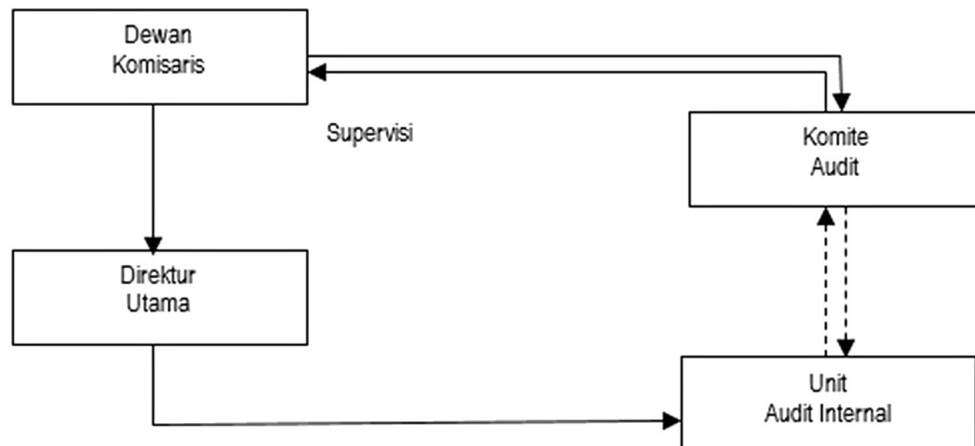 Dewan
Komisaris
Supervisi
Komite
Audit
Direktur
Utama
Unit
Audit Internal